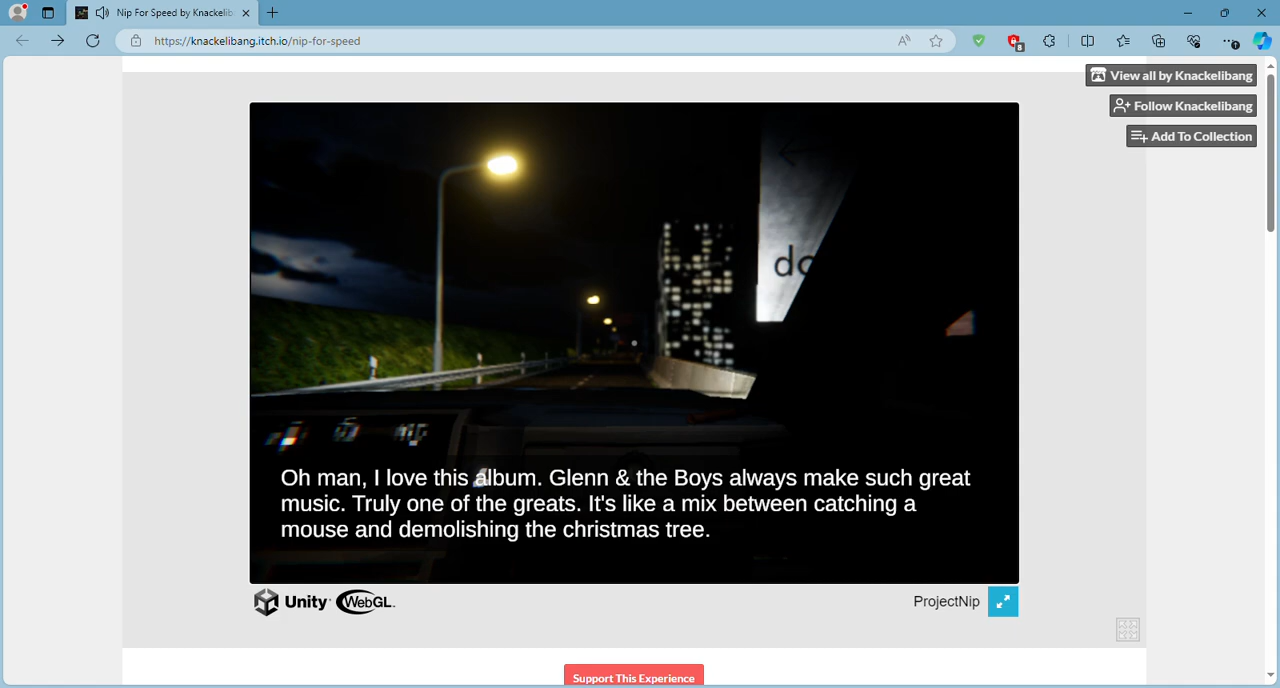 Nip For Speed by Knackelib
https://knackelibang.itch.io/nip-for-speed
8
View all by Knackelibang
Follow Knackelibang
Add To Collection
do
Oh man, I love this album. Glenn & the Boys always make such great
music. Truly one of the greats. It's like a mix between catching a
mouse and demolishing the christmas tree.
Unity
WebGL
ProjectNip
Support This Experience